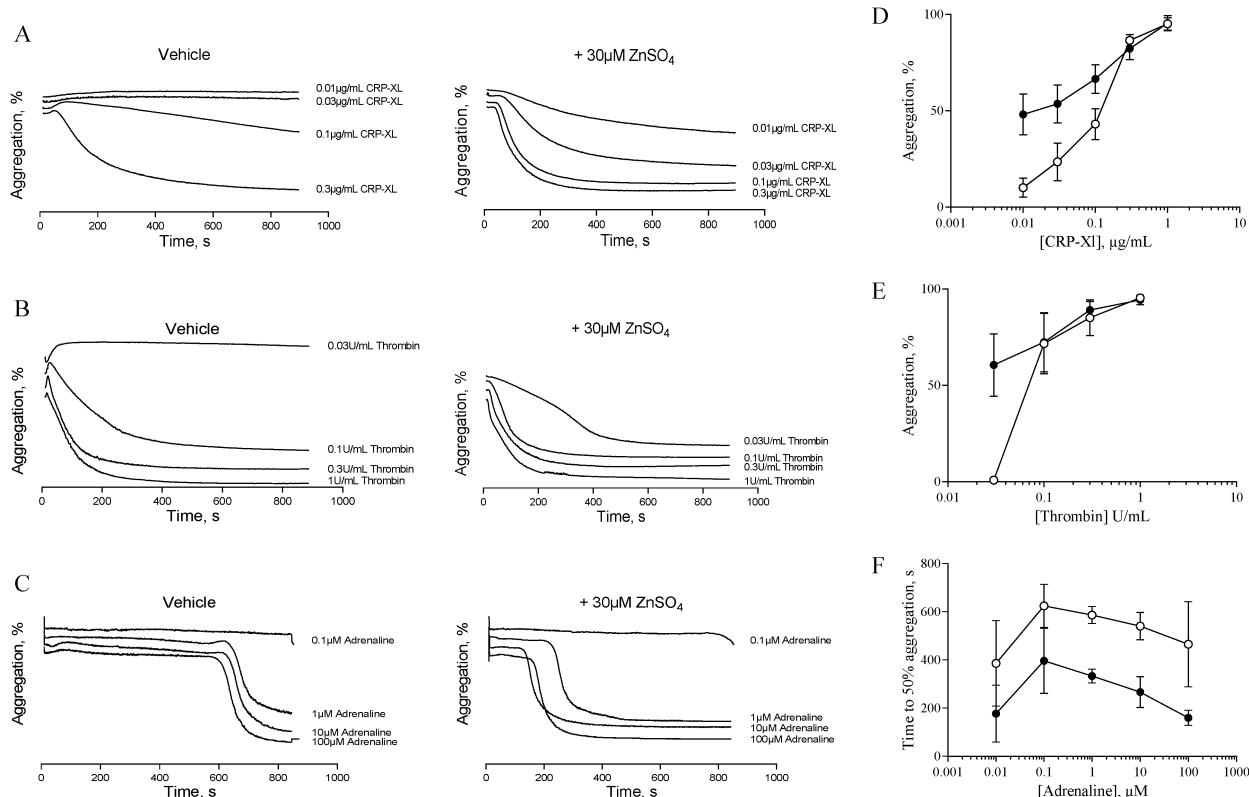 A
Vehicle
+ 30µM ZnSO4
Aggregation, %
0.01µg/mL CRP-XL
0.03µg/mL CRP-XL
0.1µg/mL CRP-XL
0.3µg/mL CRP-XL
0 200 400 600 800 1000
Time, s
Aggregation, %
0.01µg/mL CRP-XL
0.03µg/mL CRP-XL
0.1µg/mL CRP-XL
0.3µg/mL CRP-XL
0 200 400 600 800 1000
Time, s
D
Aggregation, %
100
50
0
0.001 0.01 0.1 1 10
[CRP-Xl], µg/mL
B
Vehicle
+ 30µM ZnSO4
Aggregation, %
0.03U/mL Thrombin
0.1U/mL Thrombin
0.3U/mL Thrombin
1U/mL Thrombin
0 200 400 600 800 1000
Time, s
Aggregation, %
0.03U/mL Thrombin
0.1U/mL Thrombin
0.3U/mL Thrombin
1U/mL Thrombin
0 200 400 600 800 1000
Time, s
E
Aggregation, %
100
50
0
0.01 0.1 1 10
[Thrombin] U/mL
C
Vehicle
+ 30µM ZnSO4
Aggregation, %
0.1µM Adrenaline
1µM Adrenaline
10µM Adrenaline
100µM Adrenaline
0 200 400 600 800 1000
Time, s
Aggregation, %
0.1µM Adrenaline
1µM Adrenaline
10µM Adrenaline
100µM Adrenaline
0 200 400 600 800 1000
Time, s
F
Time to 50% aggregation, s
800
600
400
200
0
0.001 0.01 0.1 1 10 100 1000
[Adrenaline], µM